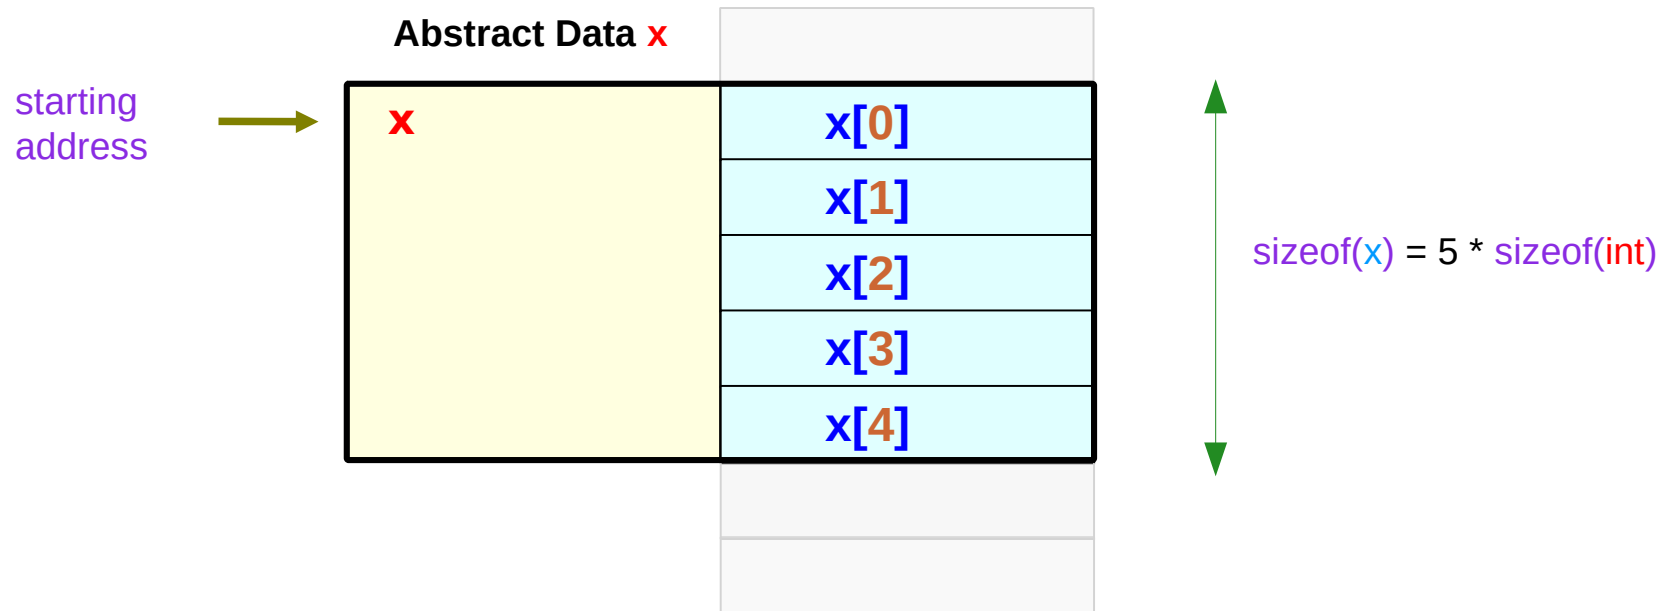 Abstract Data x
starting
address
x
x[0]
x[1]
x[2]
x[3]
x[4]
sizeof(x) = 5 * sizeof(int)